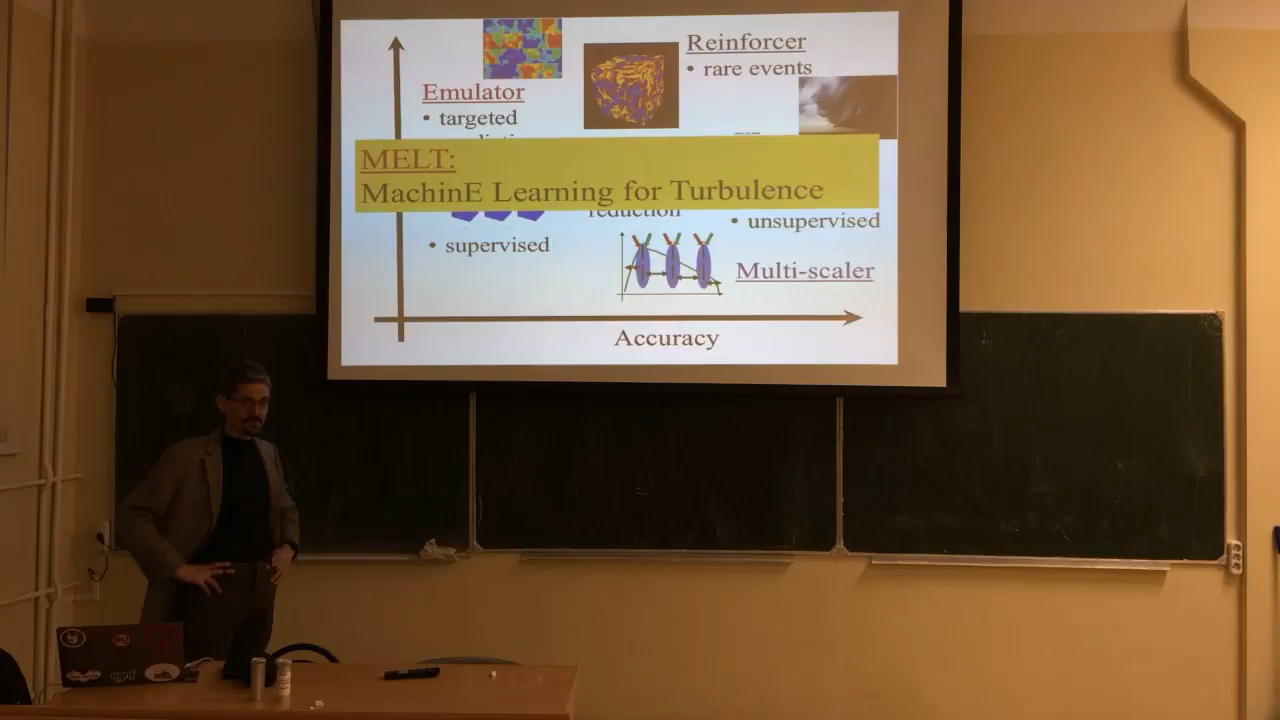 Reinforcer
• rare events
Emulator
• targeted
MELT:
MachinE Learning for Turbulence
reduction
• unsupervised
• supervised
Multi-scaler
Accuracy